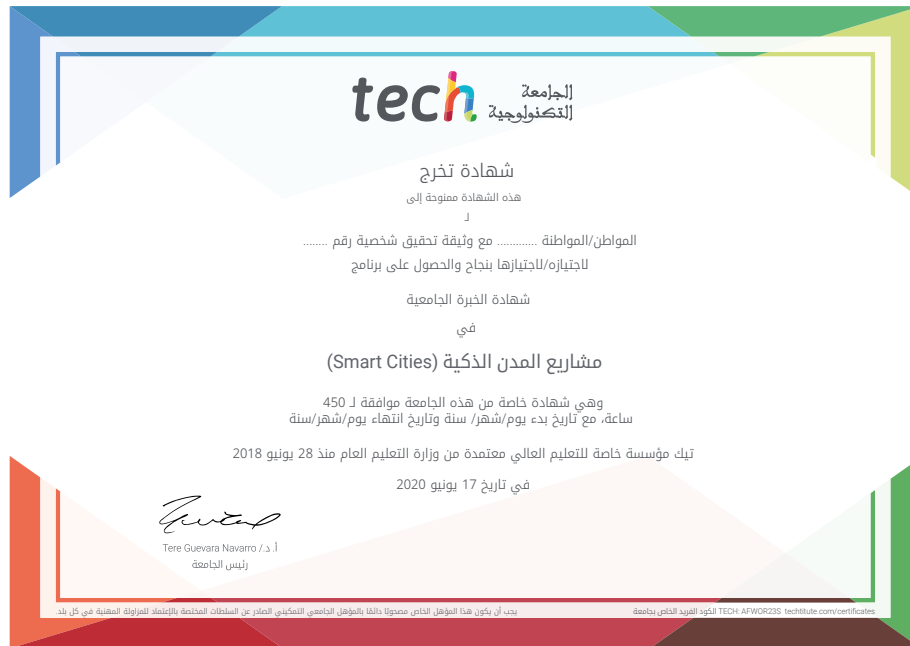 tech
الجامعة
التكنولوجية
شهادة تخرج
هذه الشهادة ممنوحة إلى
لـ
المواطن/المواطنة ............ مع وثيقة تحقيق شخصية رقم ........
لاجتيازه/لاجتيازها بنجاح والحصول على برنامج
شهادة الخبرة الجامعية
في
مشاريع المدن الذكية (Smart Cities)
وهي شهادة خاصة من هذه الجامعة موافقة لـ 450
ساعة، مع تاريخ بدء يوم/شهر/ سنة وتاريخ انتهاء يوم/شهر/سنة
تيك مؤسسة خاصة للتعليم العالي معتمدة من وزارة التعليم العام منذ 28 يونيو 2018
في تاريخ 17 يونيو 2020
أ. د./ Tere Guevara Navarro
رئيس الجامعة
الكود الفريد الخاص بجامعة TECH: AFWOR23S techtitute.com/certificates
يجب أن يكون هذا المؤهل الخاص مصحوبًا دائمًا بالمؤهل الجامعي التمكيني الصادر عن السلطات المختصة بالإعتماد للمزاولة المهنية في كل بلد.